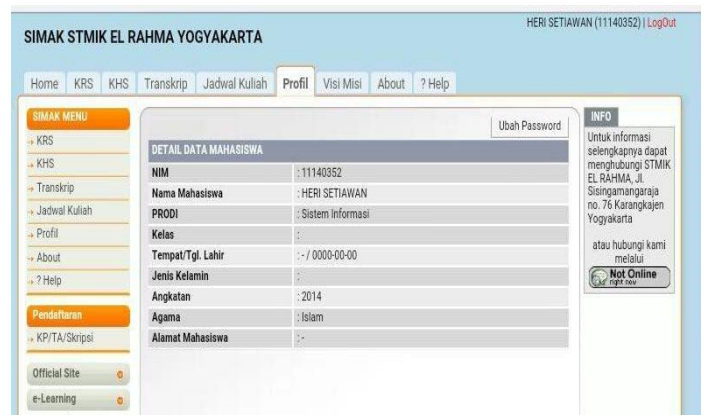 HERI SETIAWAN (11140352) | LogOut
SIMAK STMIK EL RAHMA YOGYAKARTA
Home KRS KHS Transkrip Jadwal Kuliah Profil Visi Misi About ? Help
SIMAK MENU
KRS
KHS
Transkrip
Jadwal Kuliah
Profil
About
? Help
Pendaftaran
KP/TA/Skripsi
Official Site
e-Learning
Ubah Password
DETAIL DATA MAHASISWA
NIM : 11140352
Nama Mahasiswa : HERI SETIAWAN
PRODI : Sistem Informasi
Kelas :
Tempat/Tgl. Lahir : - / 0000-00-00
Jenis Kelamin :
Angkatan : 2014
Agama : Islam
Alamat Mahasiswa : -
INFO
Untuk informasi
selengkapnya dapat
menghubungi STMIK
EL RAHMA, Jl.
Sisingamangaraja
no. 76 Karangkajen
Yogyakarta
atau hubungi kami
melalui
Not Online
right now